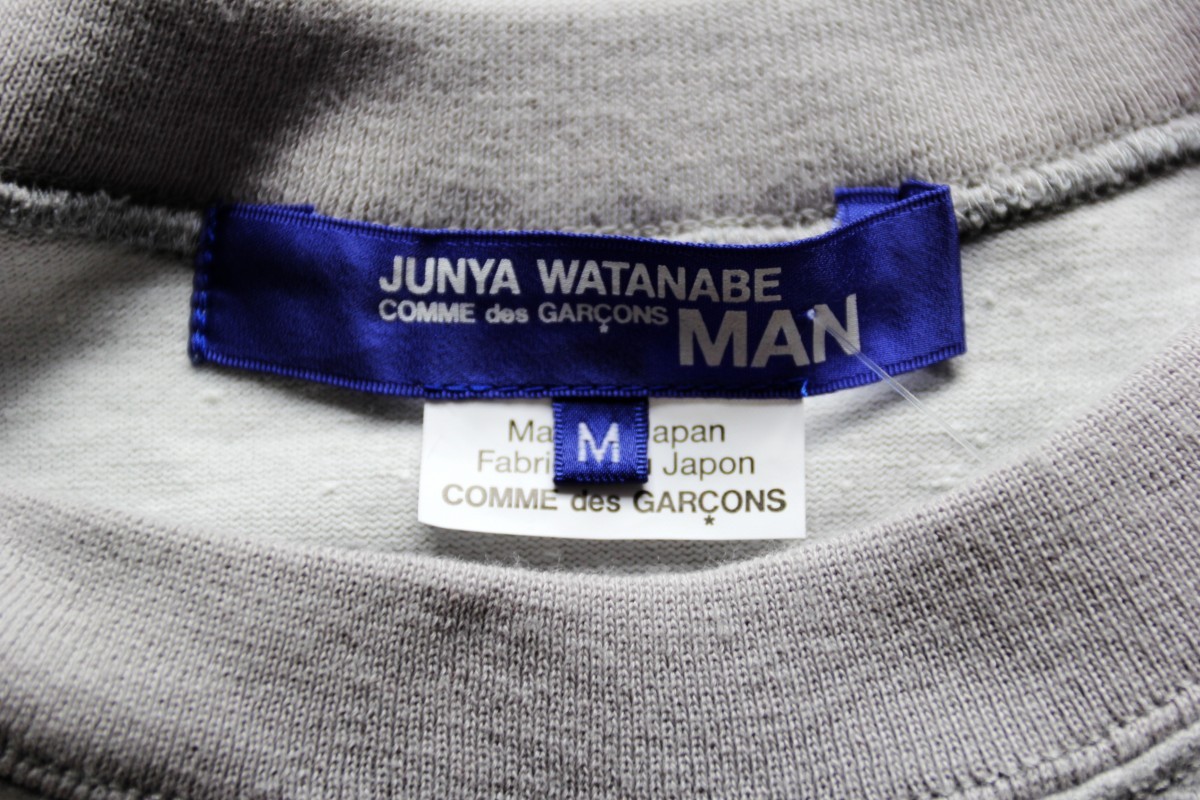 JUNYA WATANABE
COMME des GARÇONS
MAN
M
Ma apan
Fabri Japon
COMME des GARÇONS